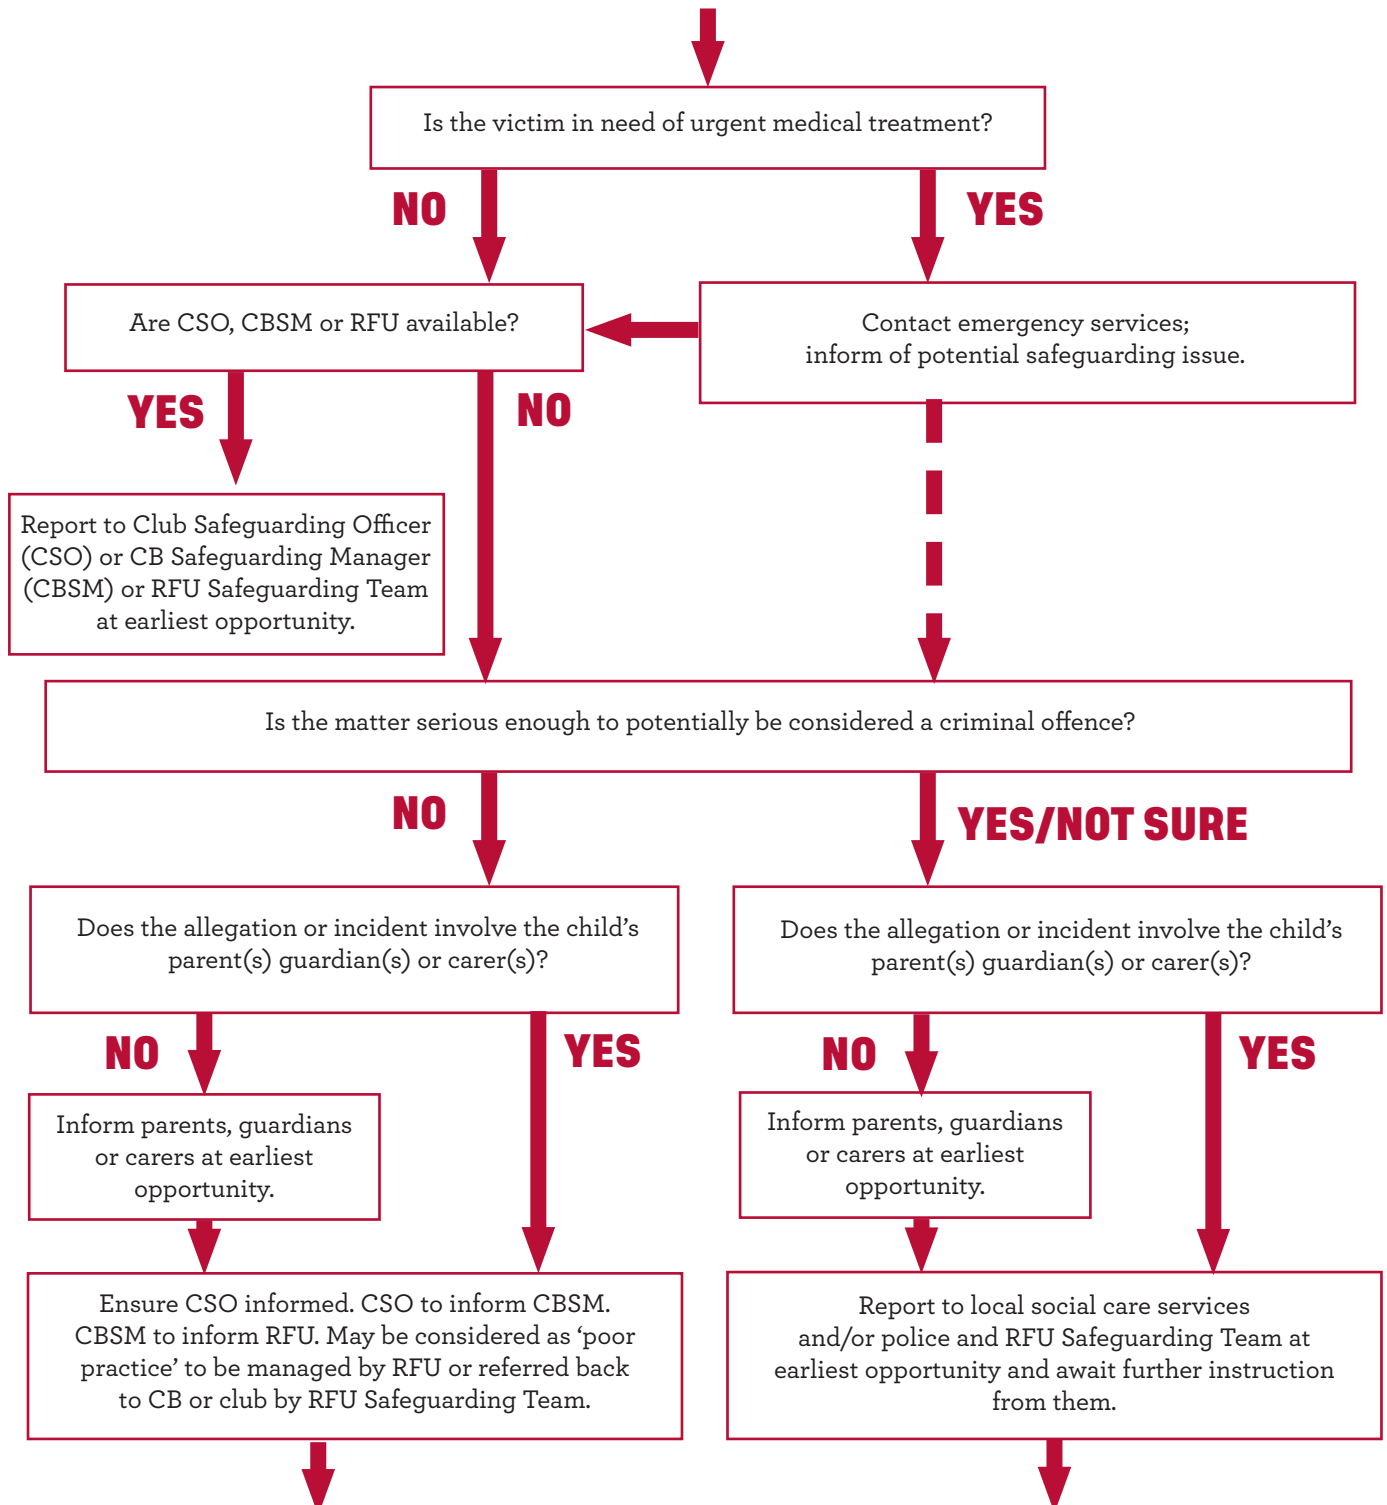 Is the victim in need of urgent medical treatment?
NO
YES
Are CSO, CBSM or RFU available?
Contact emergency services;
inform of potential safeguarding issue.
YES
NO
Report to Club Safeguarding Officer
(CSO) or CB Safeguarding Manager
(CBSM) or RFU Safeguarding Team
at earliest opportunity.
Is the matter serious enough to potentially be considered a criminal offence?
NO
YES/NOT SURE
Does the allegation or incident involve the child’s
parent(s) guardian(s) or carer(s)?
Does the allegation or incident involve the child’s
parent(s) guardian(s) or carer(s)?
NO
YES
NO
YES
Inform parents, guardians
or carers at earliest
opportunity.
Inform parents, guardians
or carers at earliest
opportunity.
Ensure CSO informed. CSO to inform CBSM.
CBSM to inform RFU. May be considered as ‘poor
practice’ to be managed by RFU or referred back
to CB or club by RFU Safeguarding Team.
Report to local social care services
and/or police and RFU Safeguarding Team at
earliest opportunity and await further instruction
from them.